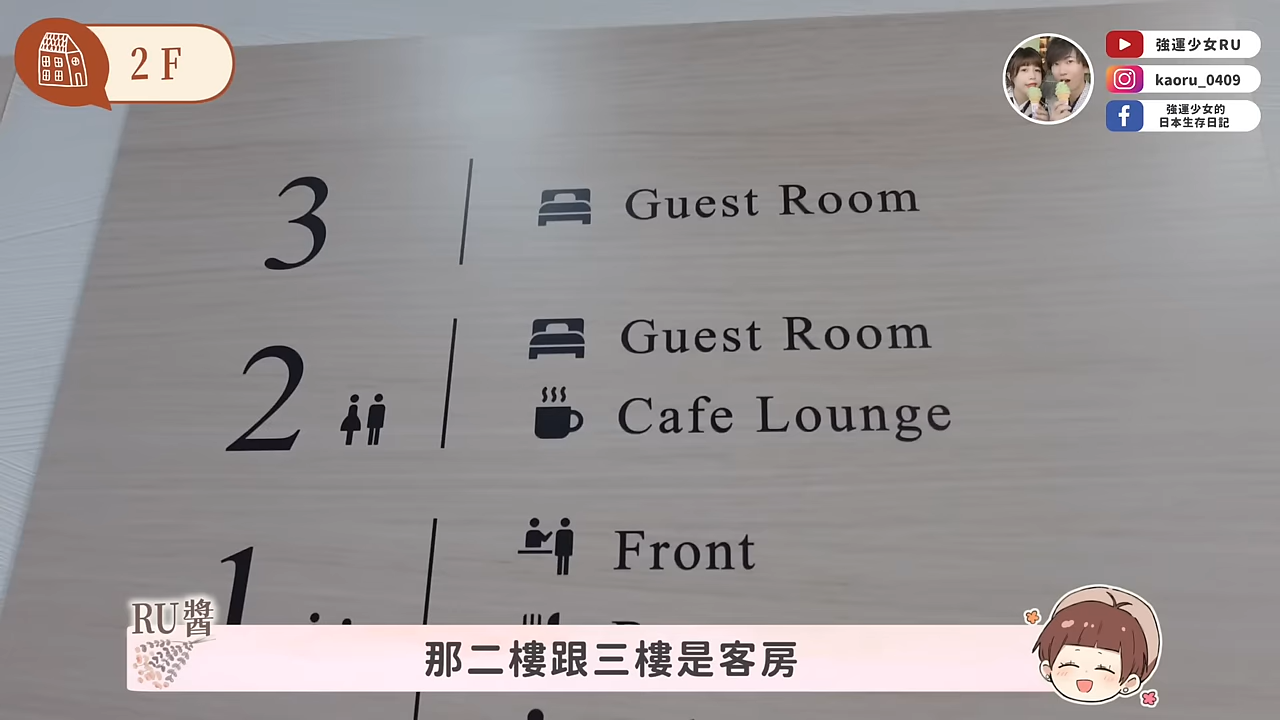 2F
強運少女RU
kaoru_0409
強運少女的
日本生存日記
3 Guest Room
2 Guest Room
Cafe Lounge
1 Front
RU醬
那二樓跟三樓是客房